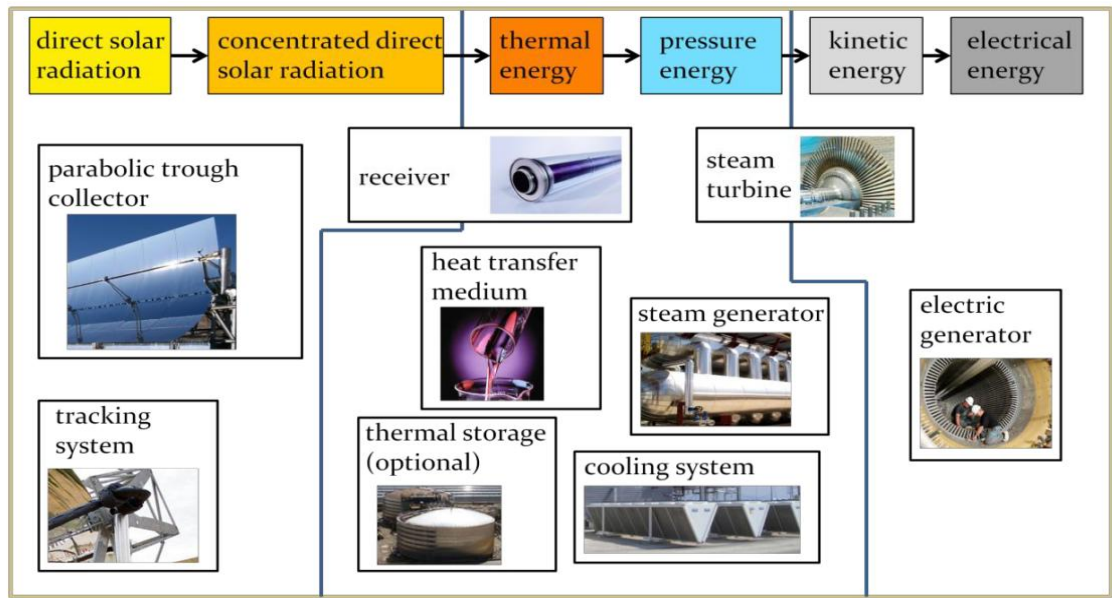 direct solar
radiation
concentrated direct
solar radiation
thermal
energy
pressure
energy
kinetic
energy
electrical
energy
parabolic trough
collector
receiver
steam
turbine
heat transfer
medium
steam generator
electric
generator
tracking
system
thermal storage
(optional)
cooling system